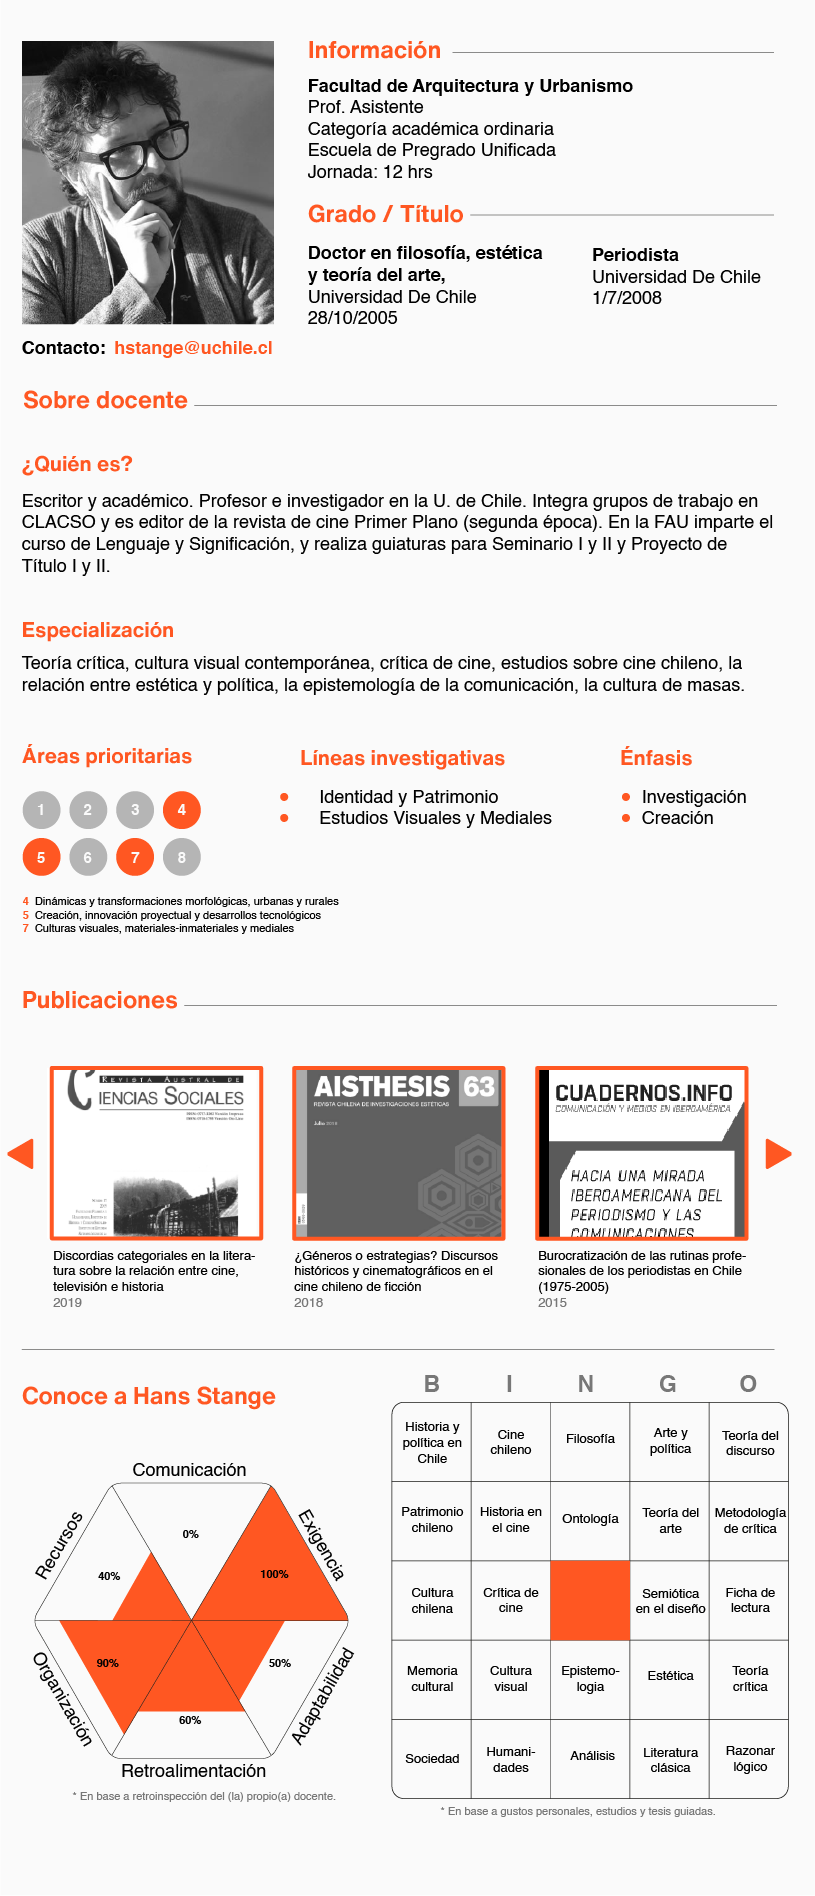 Información
Facultad de Arquitectura y Urbanismo
Prof. Asistente
Categoría académica ordinaria
Escuela de Pregrado Unificada
Jornada: 12 hrs
Grado / Título
Doctor en filosofía, estética
y teoría del arte,
Universidad De Chile
28/10/2005
Periodista
Universidad De Chile
1/7/2008
Contacto: hstange@uchile.cl
Sobre docente
¿Quién es?
Escritor y académico. Profesor e investigador en la U. de Chile. Integra grupos de trabajo en
CLACSO y es editor de la revista de cine Primer Plano (segunda época). En la FAU imparte el
curso de Lenguaje y Significación, y realiza guiaturas para Seminario I y II y Proyecto de
Título I y II.
Especialización
Teoría crítica, cultura visual contemporánea, crítica de cine, estudios sobre cine chileno, la
relación entre estética y política, la epistemología de la comunicación, la cultura de masas.
Áreas prioritarias
1 2 3 4
5 6 7 8
4 Dinámicas y transformaciones morfológicas, urbanas y rurales
5 Creación, innovación proyectual y desarrollos tecnológicos
7 Culturas visuales, materiales-inmateriales y mediales
Líneas investigativas
Identidad y Patrimonio
Estudios Visuales y Mediales
Énfasis
Investigación
Creación
Publicaciones
REVISTA AUSTRAL DE
CIENCIAS SOCIALES
Discordias categoriales en la litera-
tura sobre la relación entre cine,
televisión e historia
2019
AISTHESIS 63
REVISTA CHILENA DE INVESTIGACIONES ESTÉTICAS
Julio 2018
¿Géneros o estrategias? Discursos
históricos y cinematográficos en el
cine chileno de ficción
2018
CUADERNOS.INFO
COMUNICACIÓN Y MEDIOS EN IBEROAMÉRICA
HACIA UNA MIRADA
IBEROAMERICANA DEL
PERIODISMO Y LAS
COMUNICACIONES
Burocratización de las rutinas profe-
sionales de los periodistas en Chile
(1975-2005)
2015
Conoce a Hans Stange
Comunicación
0%
Exigencia
100%
Adaptabilidad
50%
Retroalimentación
60%
Organización
90%
Recursos
40%
* En base a retroinspección del (la) propio(a) docente.
B I N G O
Historia y
política en
Chile
Cine
chileno
Filosofía
Arte y
política
Teoría del
discurso
Patrimonio
chileno
Historia en
el cine
Ontología
Teoría del
arte
Metodología
de crítica
Cultura
chilena
Crítica de
cine
Semiótica
en el diseño
Ficha de
lectura
Memoria
cultural
Cultura
visual
Epistemo-
logia
Estética
Teoría
crítica
Sociedad
Humani-
dades
Análisis
Literatura
clásica
Razonar
lógico
* En base a gustos personales, estudios y tesis guiadas.